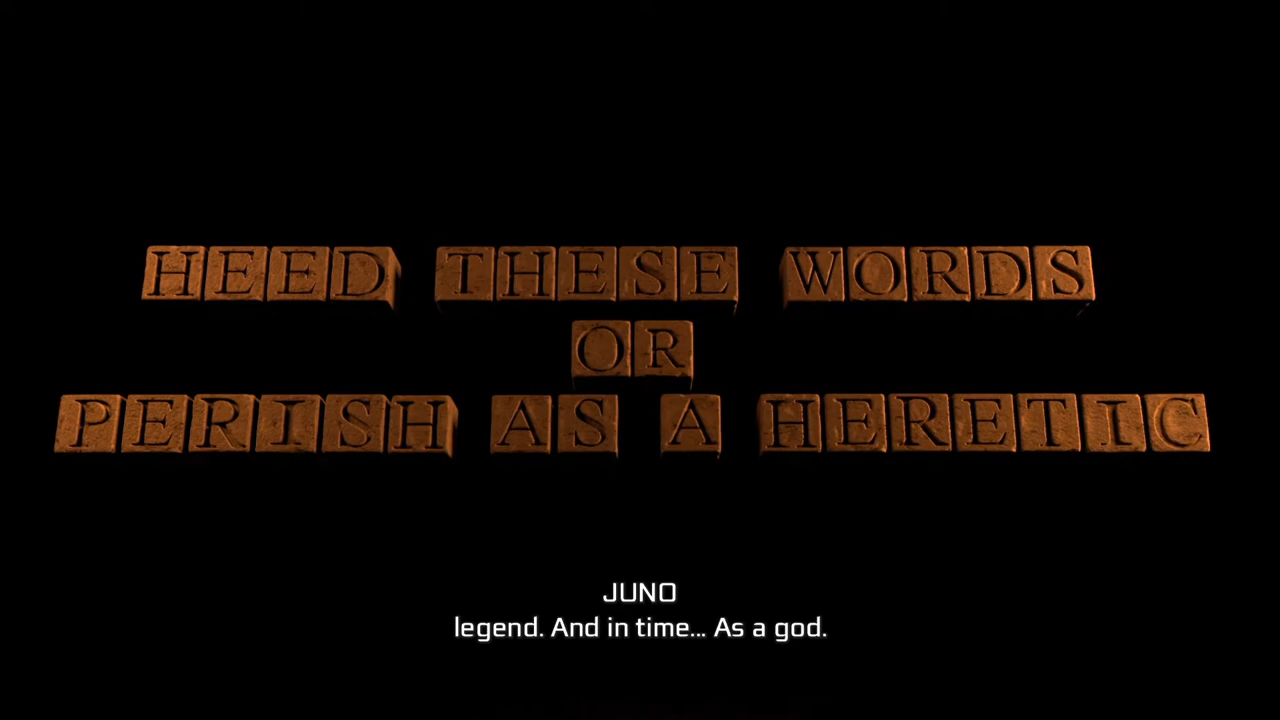 HEED THESE WORDS
OR
PERISH AS A HERETIC
JUNO
legend. And in time... As a god.